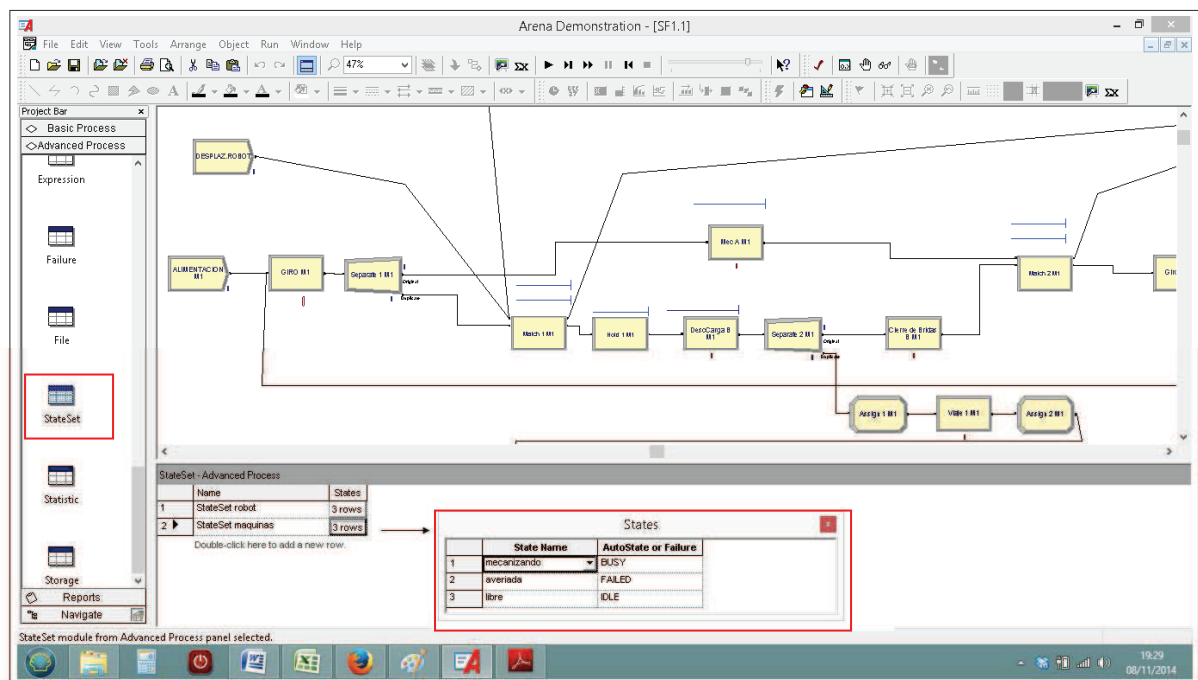 Arena Demonstration - [SF1.1]
File Edit View Tools Arrange Object Run Window Help
47%
Project Bar
Basic Process
Advanced Process
Expression
Failure
File
StateSet
Statistic
Storage
Reports
Navigate
DESPLAZ.ROBOT
ALIMENTACION M1
GIRO M1
Separate 1 M1
Original
Duplicate
Mec A M1
Match 1 M1
Hold 1 M1
DescCarga B M1
Separate 2 M1
Original
Duplicate
Cierre de Bridas B M1
Match 2 M1
Assign 1 M1
Viaje 1 M1
Assign 2 M1
StateSet - Advanced Process
Name States
1 StateSet robot 3 rows
2 StateSet maquinas 3 rows
Double-click here to add a new row.
States
State Name AutoState or Failure
1 mecanizando BUSY
2 averiada FAILED
3 libre IDLE
StateSet module from Advanced Process panel selected.
19:29
08/11/2014